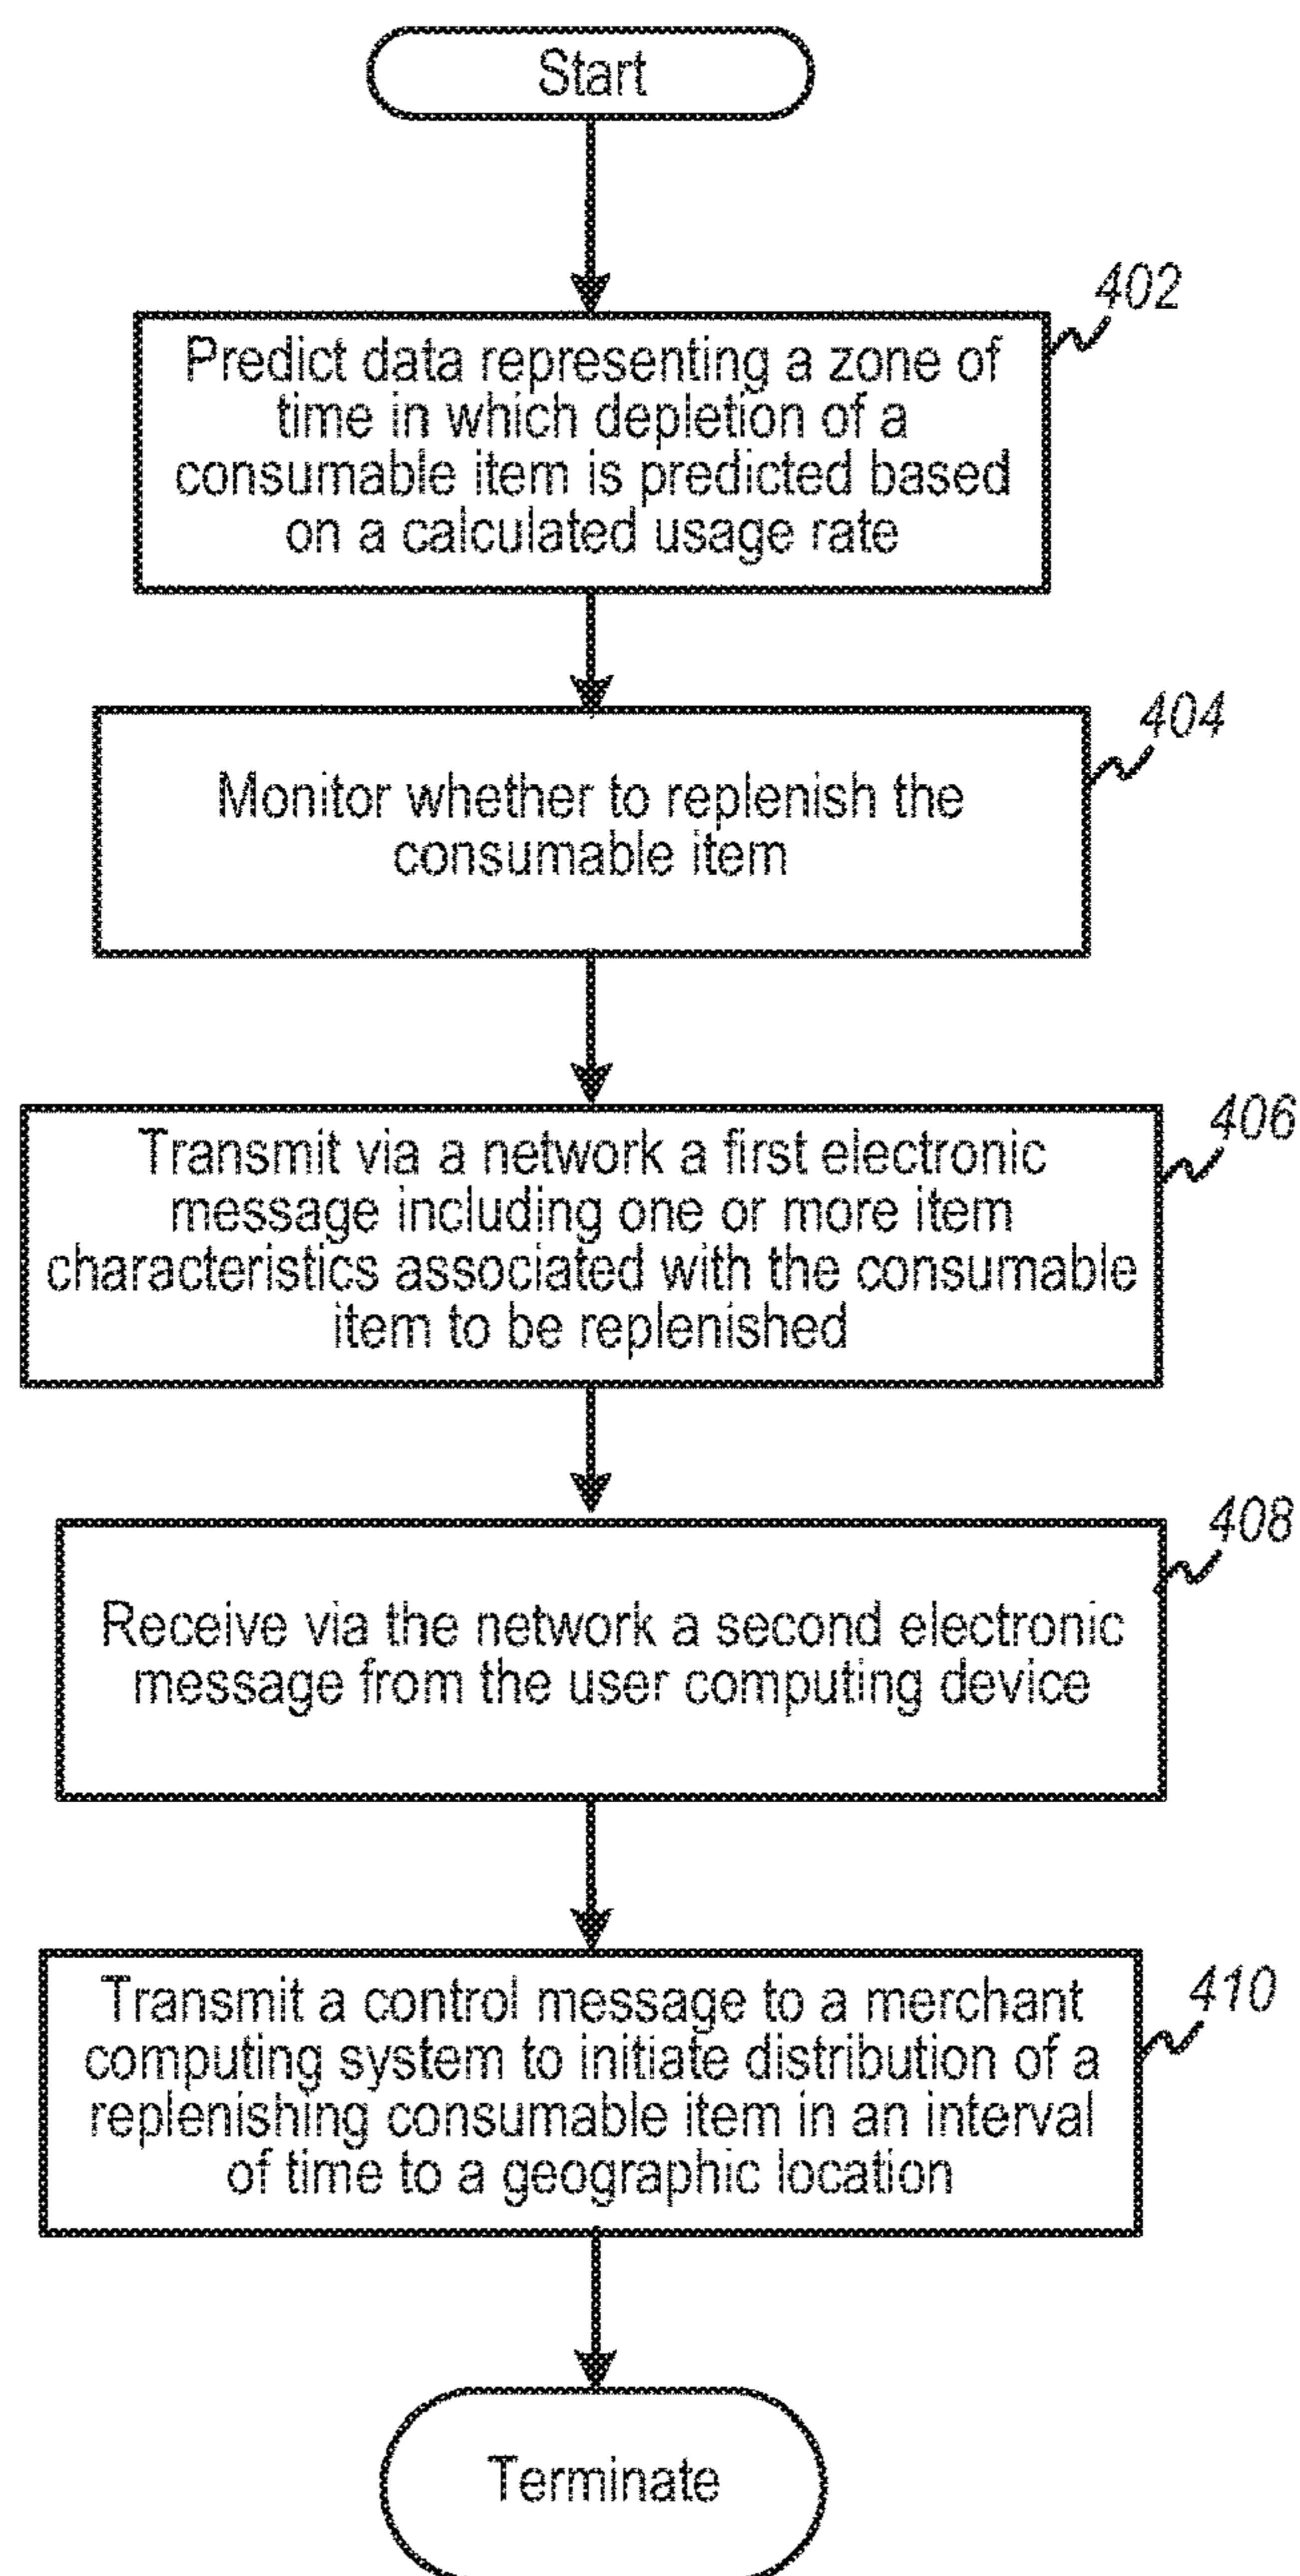 Start
402
Predict data representing a zone of
time in which depletion of a
consumable item is predicted based
on a calculated usage rate
404
Monitor whether to replenish the
consumable item
406
Transmit via a network a first electronic
message including one or more item
characteristics associated with the consumable
item to be replenished
408
Receive via the network a second electronic
message from the user computing device
410
Transmit a control message to a merchant
computing system to initiate distribution of a
replenishing consumable item in an interval
of time to a geographic location
Terminate